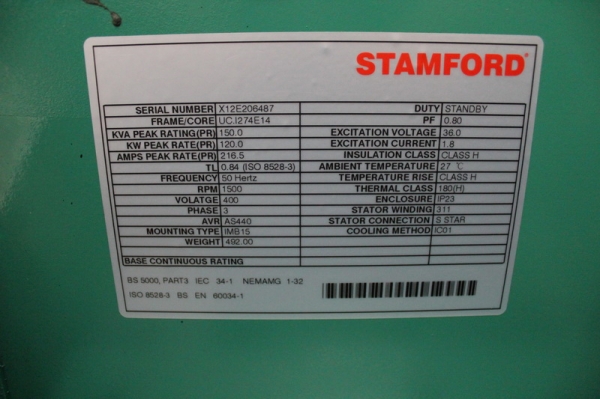 STAMFORD
SERIAL NUMBER X12E206487 DUTY STANDBY
FRAME/CORE UC.I274E14 PF 0.80
KVA PEAK RATING(PR) 150.0 EXCITATION VOLTAGE 36.0
KW PEAK RATE(PR) 120.0 EXCITATION CURRENT 1.8
AMPS PEAK RATE(PR) 216.5 INSULATION CLASS CLASS H
TL 0.84 (ISO 8528-3) AMBIENT TEMPERATURE 27 ℃
FREQUENCY 50 Hertz TEMPERATURE RISE CLASS H
RPM 1500 THERMAL CLASS 180(H)
VOLATGE 400 ENCLOSURE IP23
PHASE 3 STATOR WINDING 311
AVR AS440 STATOR CONNECTION S STAR
MOUNTING TYPE IMB15 COOLING METHOD IC01
WEIGHT 492.00
BASE CONTINUOUS RATING
BS 5000, PART3 IEC 34-1 NEMAMG 1-32
ISO 8528-3 BS EN 60034-1